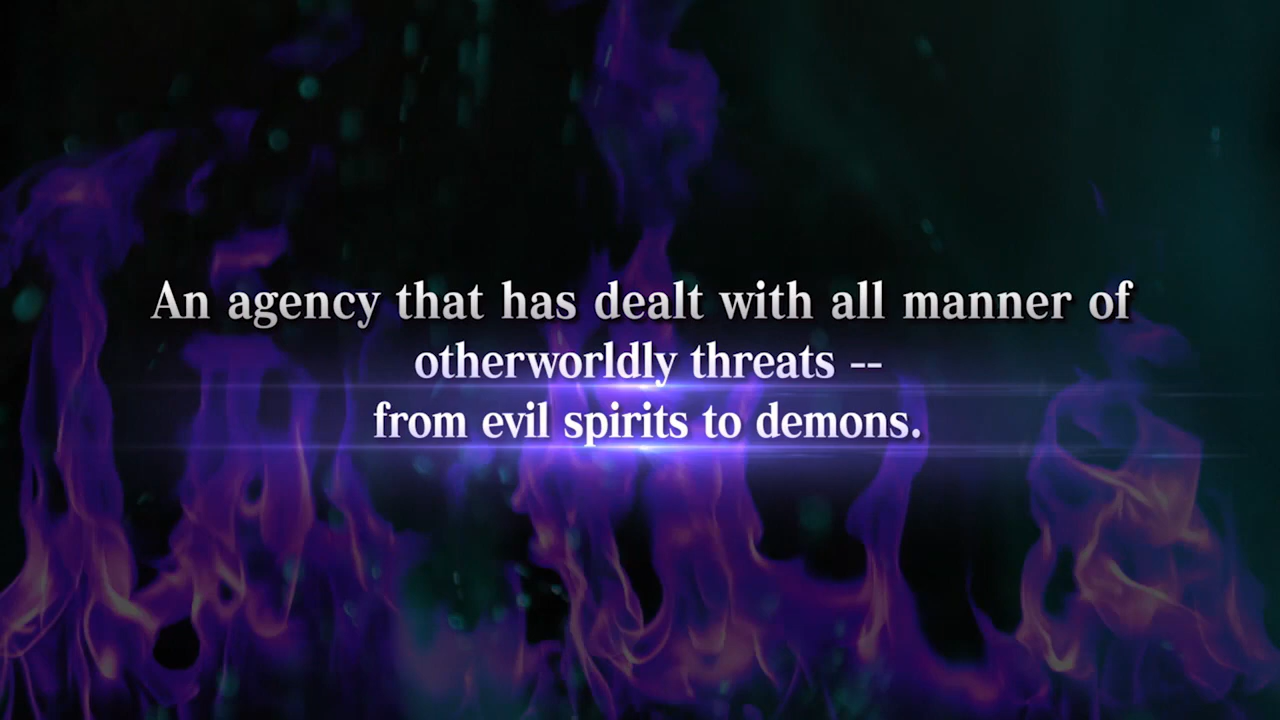 An agency that has dealt with all manner of
otherworldly threats --
from evil spirits to demons.